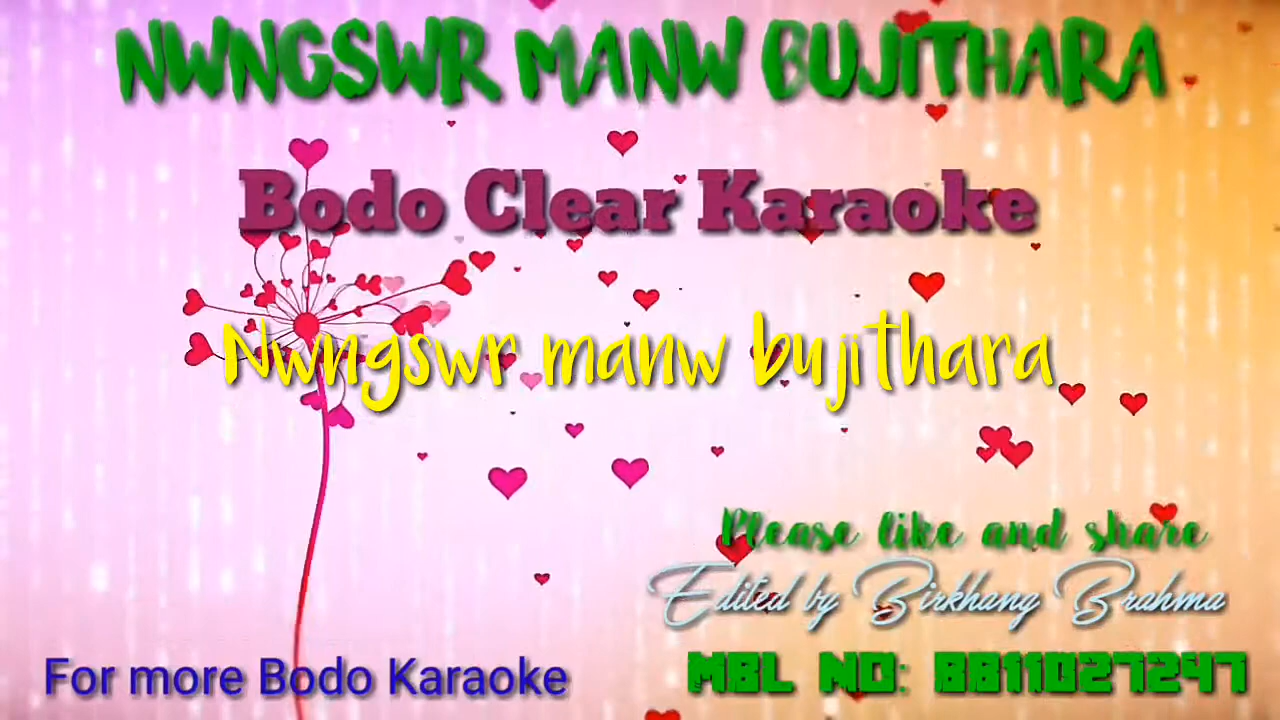 NWNGSWR MANW BUJITHARA
Bodo Clear Karaoke
Nwngswr manw bujithara
Please like and share
Edited by Birkhang Brahma
For more Bodo Karaoke
MBL NO: 8811027247